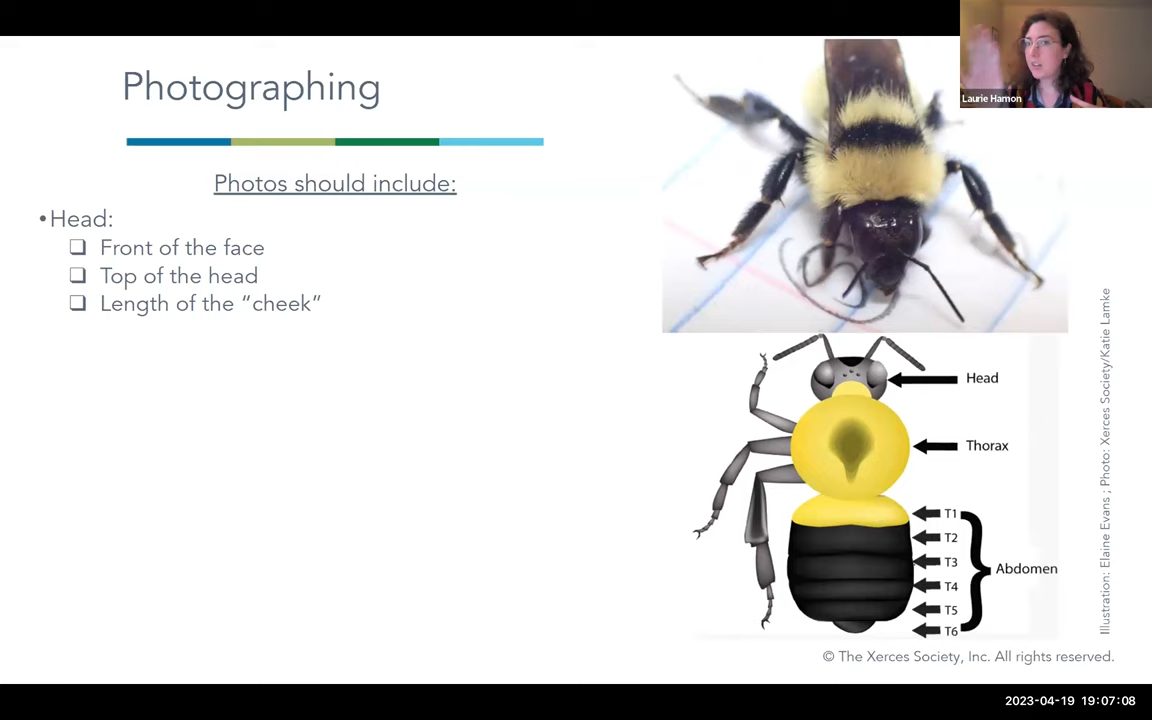 Photographing
Photos should include:
•Head:
❑ Front of the face
❑ Top of the head
❑ Length of the “cheek”
Laurie Hamon
Head
Thorax
T1
T2
T3
T4
T5
T6
Abdomen
Illustration: Elaine Evans ; Photo: Xerces Society/Katie Lamke
© The Xerces Society, Inc. All rights reserved.
2023-04-19 19:07:08